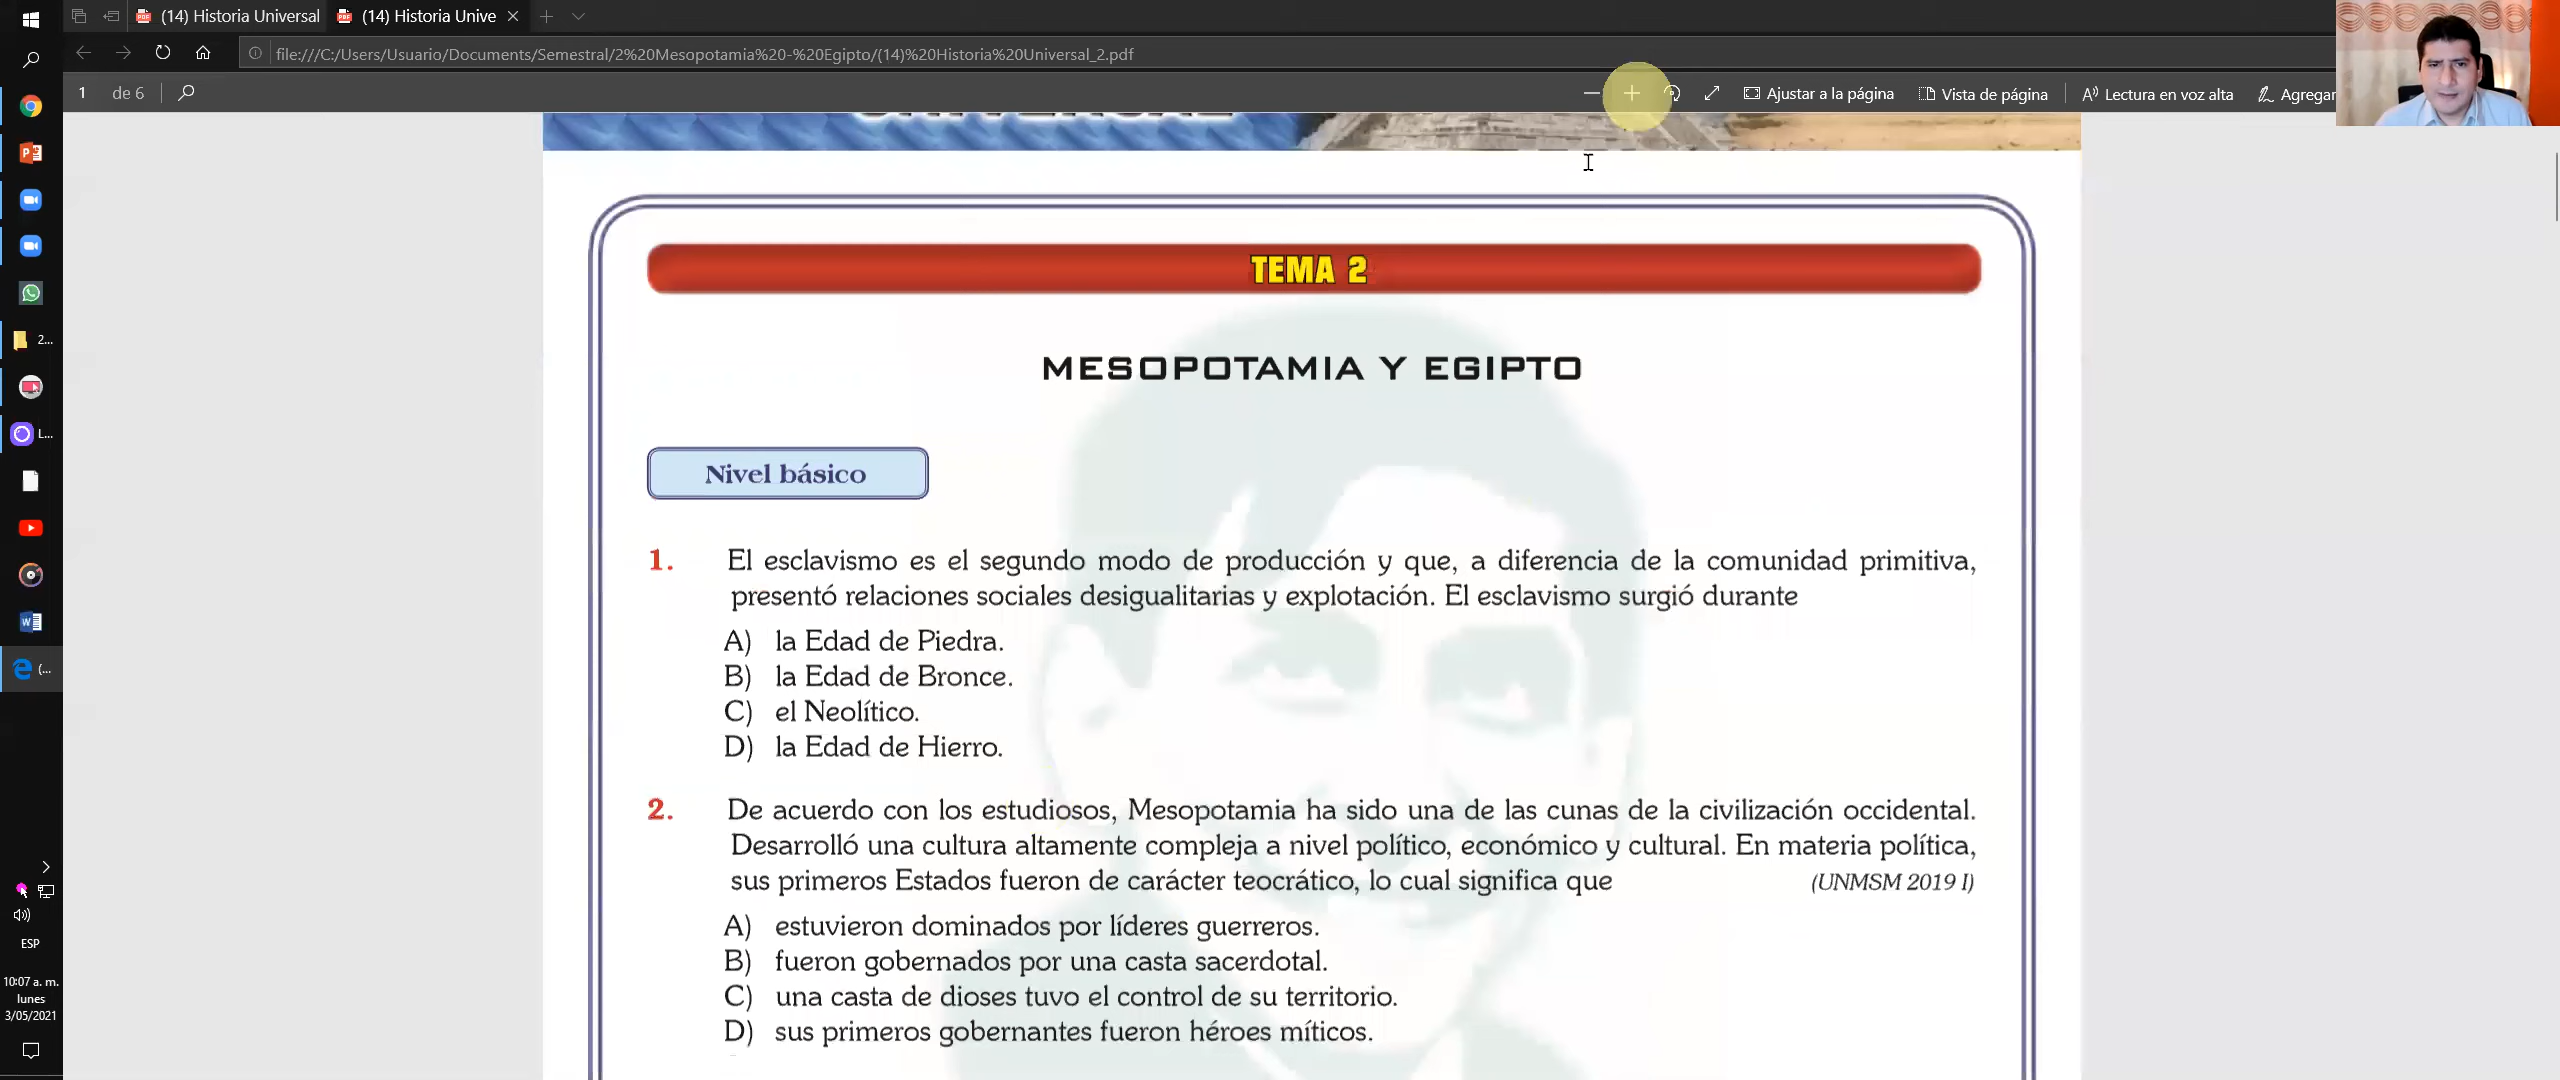 (14) Historia Universal
(14) Historia Unive
file:///C:/Users/Usuario/Documents/Semestral/2%20Mesopotamia%20-%20Egipto/(14)%20Historia%20Universal_2.pdf
1 de 6
Ajustar a la página
Vista de página
Lectura en voz alta
Agregar
TEMA 2
MESOPOTAMIA Y EGIPTO
Nivel básico
1. El esclavismo es el segundo modo de producción y que, a diferencia de la comunidad primitiva,
presentó relaciones sociales desigualitarias y explotación. El esclavismo surgió durante
A) la Edad de Piedra.
B) la Edad de Bronce.
C) el Neolítico.
D) la Edad de Hierro.
2. De acuerdo con los estudiosos, Mesopotamia ha sido una de las cunas de la civilización occidental.
Desarrolló una cultura altamente compleja a nivel político, económico y cultural. En materia política,
sus primeros Estados fueron de carácter teocrático, lo cual significa que (UNMSM 2019 I)
A) estuvieron dominados por líderes guerreros.
B) fueron gobernados por una casta sacerdotal.
C) una casta de dioses tuvo el control de su territorio.
D) sus primeros gobernantes fueron héroes míticos.
2...
L...
(...
ESP
10:07 a. m.
lunes
3/05/2021